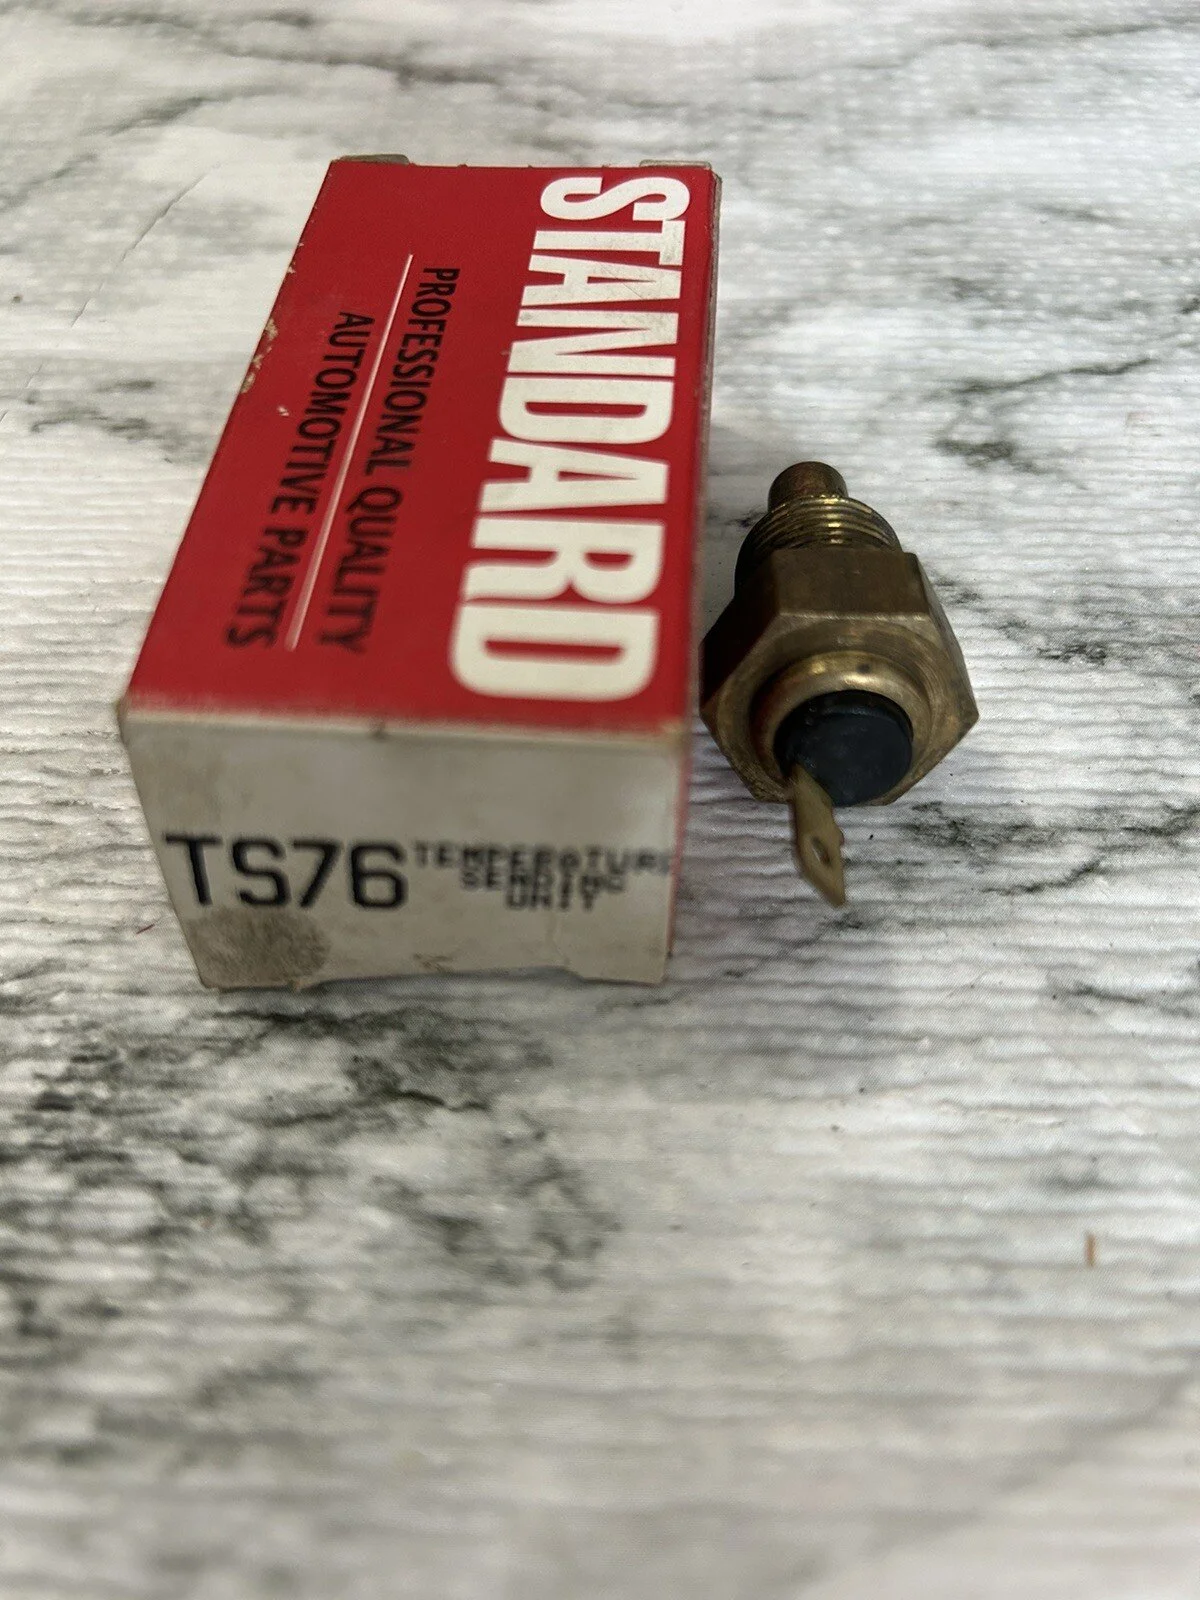 STANDARD
PROFESSIONAL QUALITY
AUTOMOTIVE PARTS
TS76 TEMPERATURE
SENDING
UNIT